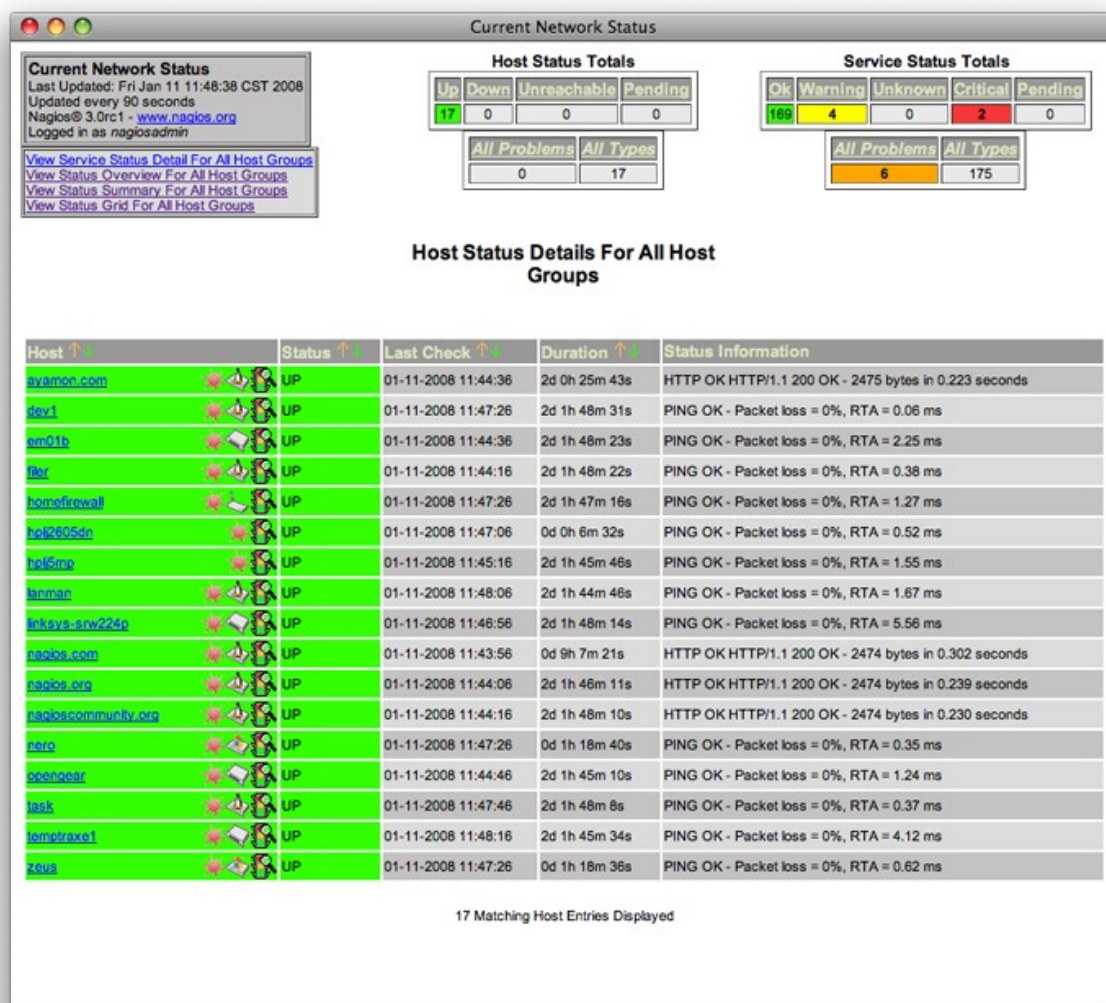 Current Network Status
Current Network Status
Last Updated: Fri Jan 11 11:48:38 CST 2008
Updated every 90 seconds
Nagios® 3.0rc1 - www.nagios.org
Logged in as nagiosadmin
View Service Status Detail For All Host Groups
View Status Overview For All Host Groups
View Status Summary For All Host Groups
View Status Grid For All Host Groups
Host Status Totals
Up Down Unreachable Pending
17 0 0 0
All Problems All Types
0 17
Service Status Totals
Ok Warning Unknown Critical Pending
169 4 0 2 0
All Problems All Types
6 175
Host Status Details For All Host
Groups
Host Status Last Check Duration Status Information
ayamon.com UP 01-11-2008 11:44:36 2d 0h 25m 43s HTTP OK HTTP/1.1 200 OK - 2475 bytes in 0.223 seconds
dev1 UP 01-11-2008 11:47:26 2d 1h 48m 31s PING OK - Packet loss = 0%, RTA = 0.06 ms
em01b UP 01-11-2008 11:44:36 2d 1h 48m 23s PING OK - Packet loss = 0%, RTA = 2.25 ms
filer UP 01-11-2008 11:44:16 2d 1h 48m 22s PING OK - Packet loss = 0%, RTA = 0.38 ms
homefirewall UP 01-11-2008 11:47:26 2d 1h 47m 16s PING OK - Packet loss = 0%, RTA = 1.27 ms
hplj2605dn UP 01-11-2008 11:47:06 0d 0h 6m 32s PING OK - Packet loss = 0%, RTA = 0.52 ms
hplj5mp UP 01-11-2008 11:45:16 2d 1h 45m 46s PING OK - Packet loss = 0%, RTA = 1.55 ms
lanman UP 01-11-2008 11:48:06 2d 1h 44m 46s PING OK - Packet loss = 0%, RTA = 1.67 ms
linksys-srw224p UP 01-11-2008 11:46:56 2d 1h 48m 14s PING OK - Packet loss = 0%, RTA = 5.56 ms
nagios.com UP 01-11-2008 11:43:56 0d 9h 7m 21s HTTP OK HTTP/1.1 200 OK - 2474 bytes in 0.302 seconds
nagios.org UP 01-11-2008 11:44:06 2d 1h 46m 11s HTTP OK HTTP/1.1 200 OK - 2474 bytes in 0.239 seconds
nagioscommunity.org UP 01-11-2008 11:44:16 2d 1h 48m 10s HTTP OK HTTP/1.1 200 OK - 2474 bytes in 0.230 seconds
nero UP 01-11-2008 11:47:26 0d 1h 18m 40s PING OK - Packet loss = 0%, RTA = 0.35 ms
opengear UP 01-11-2008 11:44:46 2d 1h 45m 10s PING OK - Packet loss = 0%, RTA = 1.24 ms
task UP 01-11-2008 11:47:46 2d 1h 48m 8s PING OK - Packet loss = 0%, RTA = 0.37 ms
temptraxe1 UP 01-11-2008 11:48:16 2d 1h 45m 34s PING OK - Packet loss = 0%, RTA = 4.12 ms
zeus UP 01-11-2008 11:47:26 0d 1h 18m 36s PING OK - Packet loss = 0%, RTA = 0.62 ms
17 Matching Host Entries Displayed